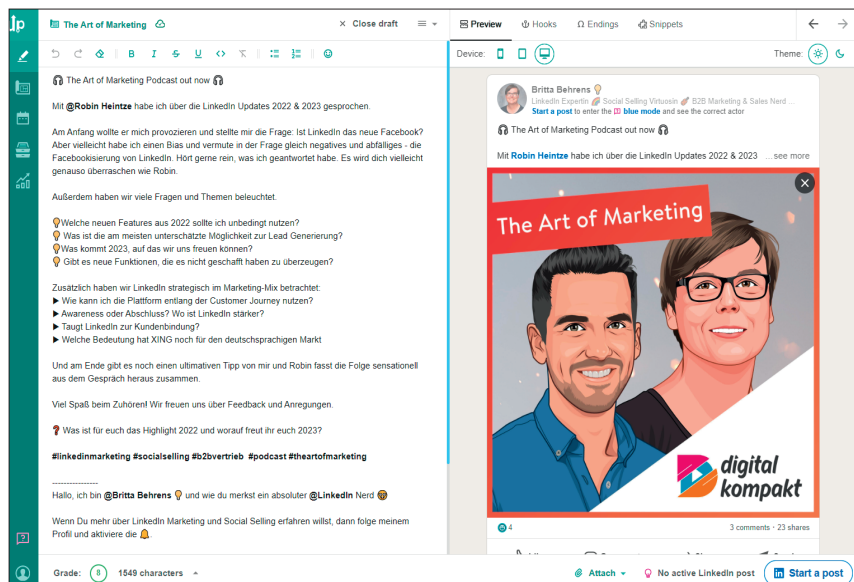 The Art of Marketing
× Close draft
Preview
Hooks
Ω Endings
Snippets
B I S U <> 
Device:
Theme:
The Art of Marketing Podcast out now
Mit @Robin Heintze habe ich über die LinkedIn Updates 2022 & 2023 gesprochen.
Am Anfang wollte er mich provozieren und stellte mir die Frage: Ist LinkedIn das neue Facebook?
Aber vielleicht habe ich einen Bias und vermute in der Frage gleich negatives und abfälliges - die
Facebookisierung von LinkedIn. Hört gerne rein, was ich geantwortet habe. Es wird dich vielleicht
genauso überraschen wie Robin.
Außerdem haben wir viele Fragen und Themen beleuchtet.
Welche neuen Features aus 2022 sollte ich unbedingt nutzen?
Was ist die am meisten unterschätzte Möglichkeit zur Lead Generierung?
Was kommt 2023, auf das wir uns freuen können?
Gibt es neue Funktionen, die es nicht geschafft haben zu überzeugen?
Zusätzlich haben wir LinkedIn strategisch im Marketing-Mix betrachtet:
▶ Wie kann ich die Plattform entlang der Customer Journey nutzen?
▶ Awareness oder Abschluss? Wo ist LinkedIn stärker?
▶ Taugt LinkedIn zur Kundenbindung?
▶ Welche Bedeutung hat XING noch für den deutschsprachigen Markt
Und am Ende gibt es noch einen ultimativen Tipp von mir und Robin fasst die Folge sensationell
aus dem Gespräch heraus zusammen.
Viel Spaß beim Zuhören! Wir freuen uns über Feedback und Anregungen.
? Was ist für euch das Highlight 2022 und worauf freut ihr euch 2023?
#linkedinmarketing #socialselling #b2bvertrieb #podcast #theartofmarketing
----------------
Hallo, ich bin @Britta Behrens und wie du merkst ein absoluter @LinkedIn Nerd
Wenn Du mehr über LinkedIn Marketing und Social Selling erfahren willst, dann folge meinem
Profil und aktiviere die
Britta Behrens
LinkedIn Expertin Social Selling Virtuosin B2B Marketing & Sales Nerd ...
Start a post to enter the blue mode and see the correct actor
The Art of Marketing Podcast out now
Mit Robin Heintze habe ich über die LinkedIn Updates 2022 & 2023 ...see more
The Art of Marketing
digital
kompakt
4
3 comments · 23 shares
Grade: 8 1549 characters
Attach
No active LinkedIn post
in Start a post